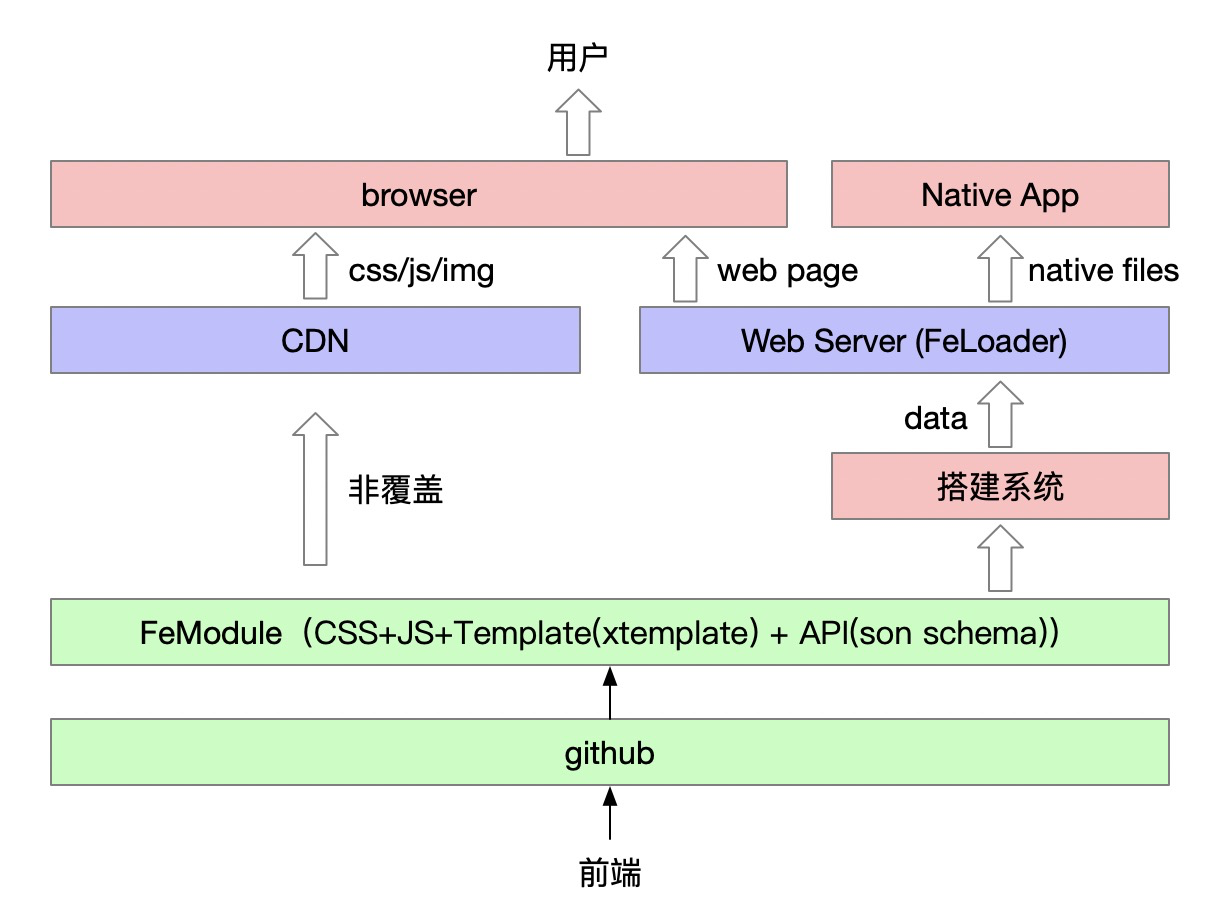 用户
browser
Native App
css/js/img
web page
native files
CDN
Web Server (FeLoader)
data
非覆盖
搭建系统
FeModule（CSS+JS+Template(xtemplate) + API(son schema)）
github
前端